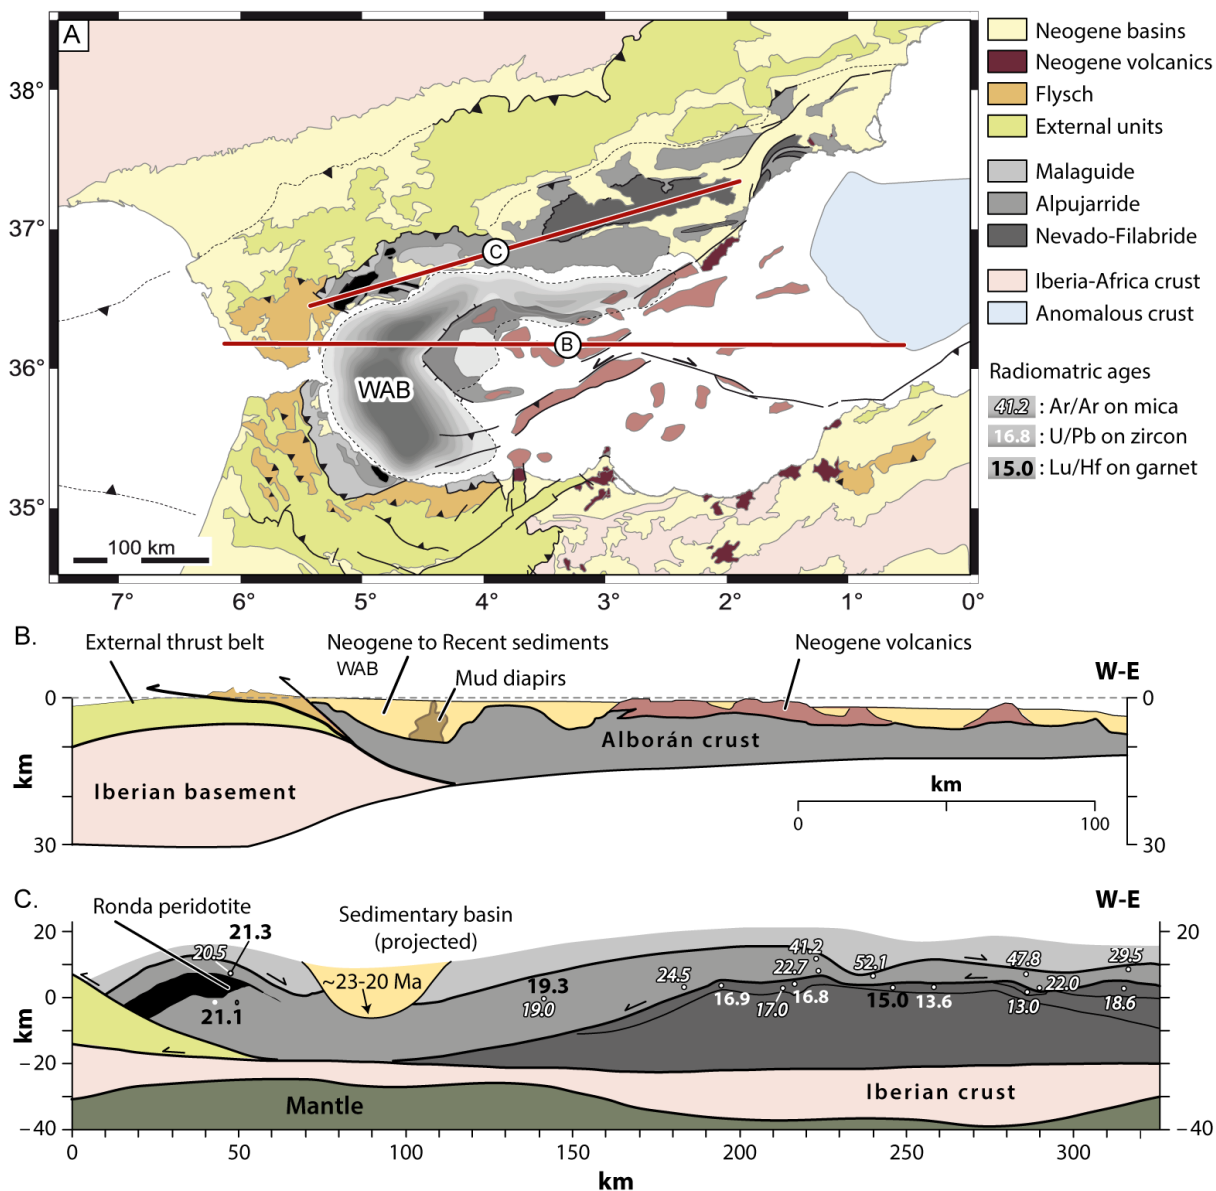 A
38°
37°
36°
35°
C
B
WAB
100 km
7°
6°
5°
4°
3°
2°
1°
0°
Neogene basins
Neogene volcanics
Flysch
External units
Malaguide
Alpujarride
Nevado-Filabride
Iberia-Africa crust
Anomalous crust
Radiomatric ages
41.2 : Ar/Ar on mica
16.8 : U/Pb on zircon
15.0 : Lu/Hf on garnet
B.
External thrust belt
Neogene to Recent sediments
WAB
Mud diapirs
Neogene volcanics
W-E
0
0
km
Alborán crust
Iberian basement
km
0
100
30
30
C.
Ronda peridotite
Sedimentary basin
(projected)
W-E
20
0
−20
−40
20
−40
km
20.5
21.3
21.1
~23-20 Ma
19.3
19.0
24.5
41.2
22.7
52.1
47.8
29.5
16.9
17.0
16.8
15.0
13.6
13.0
22.0
18.6
Iberian crust
Mantle
0
50
100
150
200
250
300
km